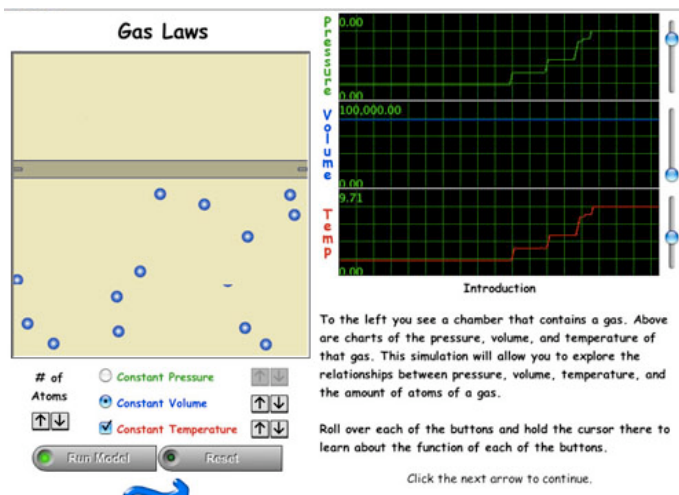 Gas Laws
Pressure
0.00
0.00
Volume
100,000.00
0.00
Temp
9.71
0.00
Introduction
To the left you see a chamber that contains a gas. Above
are charts of the pressure, volume, and temperature of
that gas. This simulation will allow you to explore the
relationships between pressure, volume, temperature, and
the amount of atoms of a gas.
Roll over each of the buttons and hold the cursor there to
learn about the function of each of the buttons.
Click the next arrow to continue.
# of
Atoms
Constant Pressure
Constant Volume
Constant Temperature
Run Model
Reset